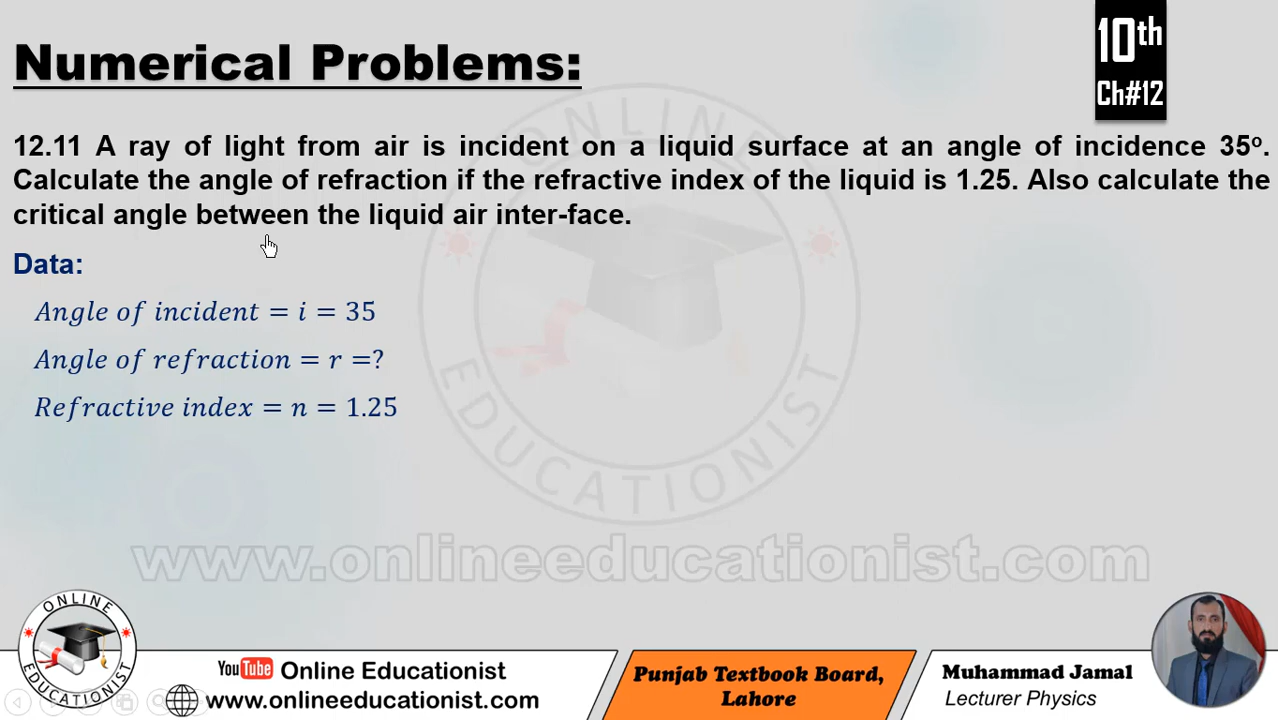 Numerical Problems:
10th
Ch#12
12.11 A ray of light from air is incident on a liquid surface at an angle of incidence 35º.
Calculate the angle of refraction if the refractive index of the liquid is 1.25. Also calculate the
critical angle between the liquid air inter-face.
Data:
Angle of incident = i = 35
Angle of refraction = r =?
Refractive index = n = 1.25
ONLINE
EDUCATIONIST
www.onlineeducationist.com
ONLINE
EDUCATIONIST
YouTube Online Educationist
www.onlineeducationist.com
Punjab Textbook Board,
Lahore
Muhammad Jamal
Lecturer Physics